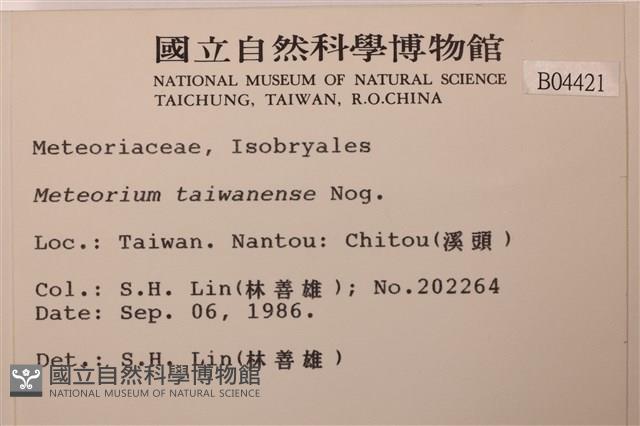 國立自然科學博物館
NATIONAL MUSEUM OF NATURAL SCIENCE
TAICHUNG, TAIWAN, R.O.CHINA
B04421
Meteoriaceae, Isobryales
Meteorium taiwanense Nog.
Loc.: Taiwan. Nantou: Chitou(溪頭)
Col.: S.H. Lin(林善雄); No.202264
Date: Sep. 06, 1986.
Det.: S.H. Lin(林善雄)
國立自然科學博物館
NATIONAL MUSEUM OF NATURAL SCIENCE